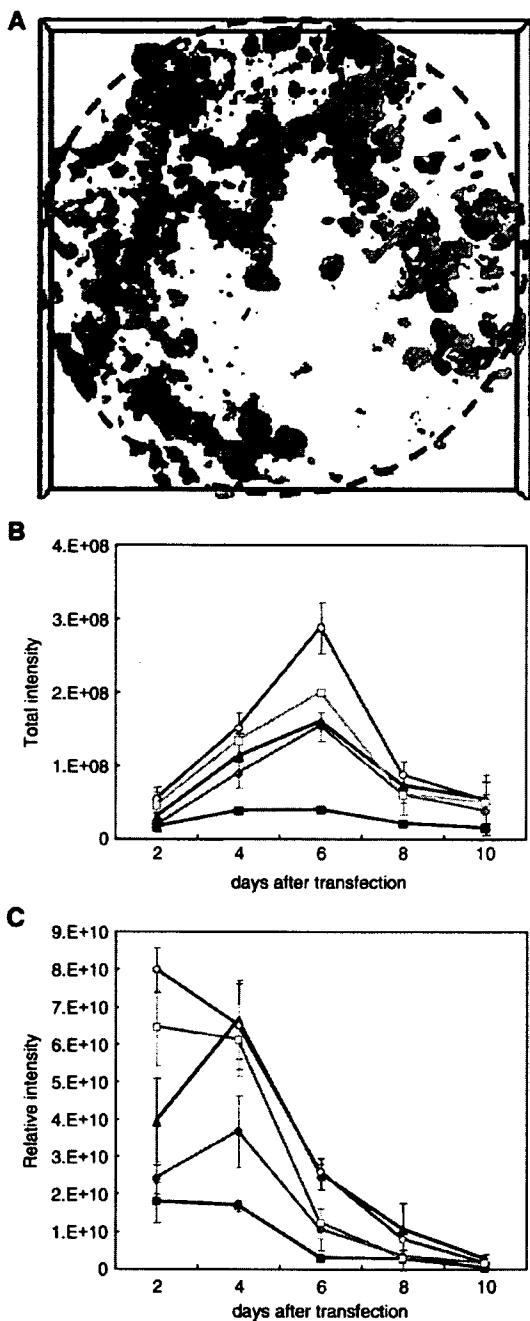 A
B
4.E+08
3.E+08
2.E+08
1.E+08
0
Total intensity
2 4 6 8 10
days after transfection
C
9.E+10
8.E+10
7.E+10
6.E+10
5.E+10
4.E+10
3.E+10
2.E+10
1.E+10
0
Relative intensity
2 4 6 8 10
days after transfection